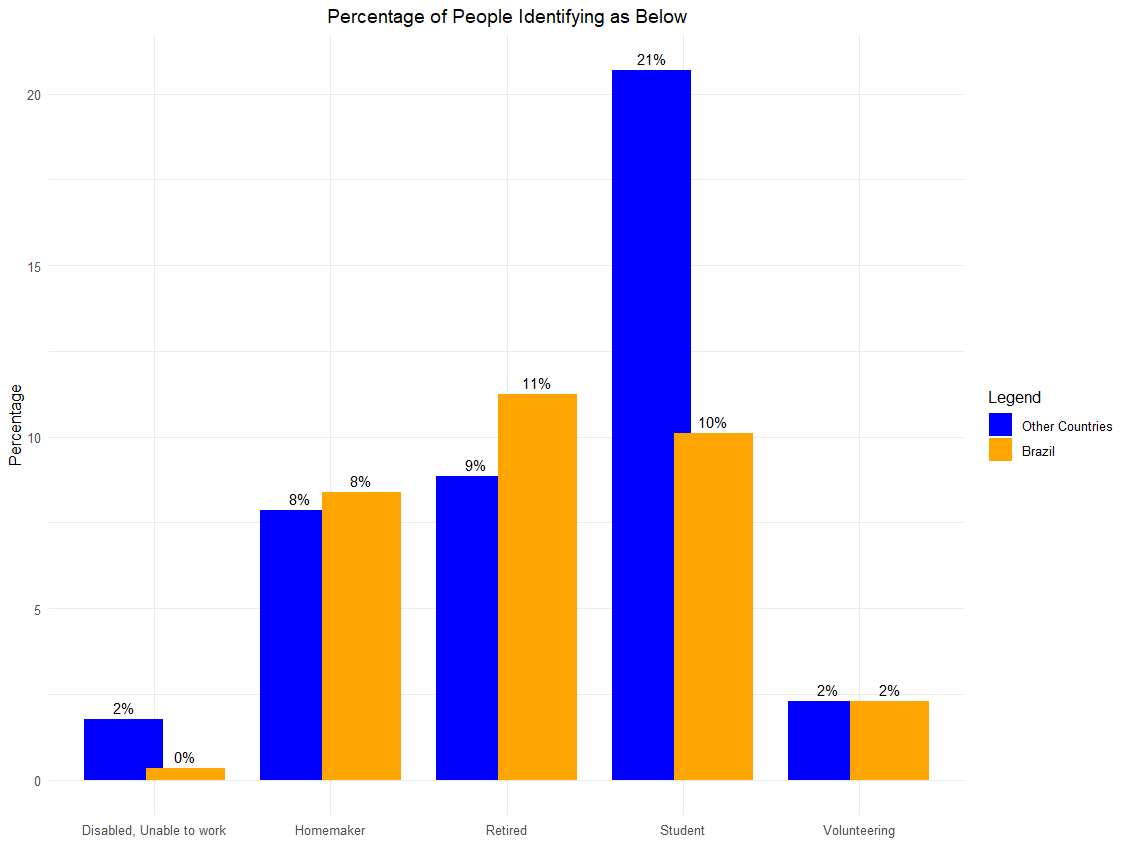 Percentage of People Identifying as Below
Percentage
20
15
10
5
0
2%
0%
8%
8%
9%
11%
21%
10%
2%
2%
Disabled, Unable to work
Homemaker
Retired
Student
Volunteering
Legend
Other Countries
Brazil